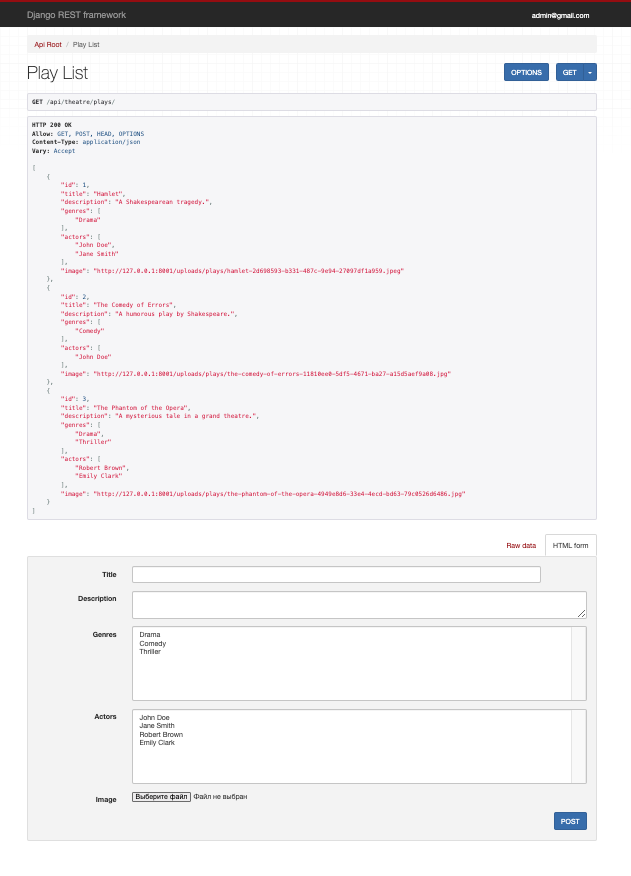 Django REST framework
admin@gmail.com
Api Root / Play List
Play List
OPTIONS
GET
GET /api/theatre/plays/
HTTP 200 OK
Allow: GET, POST, HEAD, OPTIONS
Content-Type: application/json
Vary: Accept
[
{
"id": 1,
"title": "Hamlet",
"description": "A Shakespearean tragedy.",
"genres": [
"Drama"
],
"actors": [
"John Doe",
"Jane Smith"
],
"image": "http://127.0.0.1:8001/uploads/plays/hamlet-2d698593-b331-487c-9e94-27097df1a959.jpeg"
},
{
"id": 2,
"title": "The Comedy of Errors",
"description": "A humorous play by Shakespeare.",
"genres": [
"Comedy"
],
"actors": [
"John Doe"
],
"image": "http://127.0.0.1:8001/uploads/plays/the-comedy-of-errors-11810ee0-5df5-4671-ba27-a15d5aef9a08.jpg"
},
{
"id": 3,
"title": "The Phantom of the Opera",
"description": "A mysterious tale in a grand theatre.",
"genres": [
"Drama",
"Thriller"
],
"actors": [
"Robert Brown",
"Emily Clark"
],
"image": "http://127.0.0.1:8001/uploads/plays/the-phantom-of-the-opera-4949e8d6-33e4-4ecd-bd63-79c0526d6486.jpg"
}
]
Raw data
HTML form
Title
Description
Genres
Drama
Comedy
Thriller
Actors
John Doe
Jane Smith
Robert Brown
Emily Clark
Image
Выберите файл Файл не выбран
POST